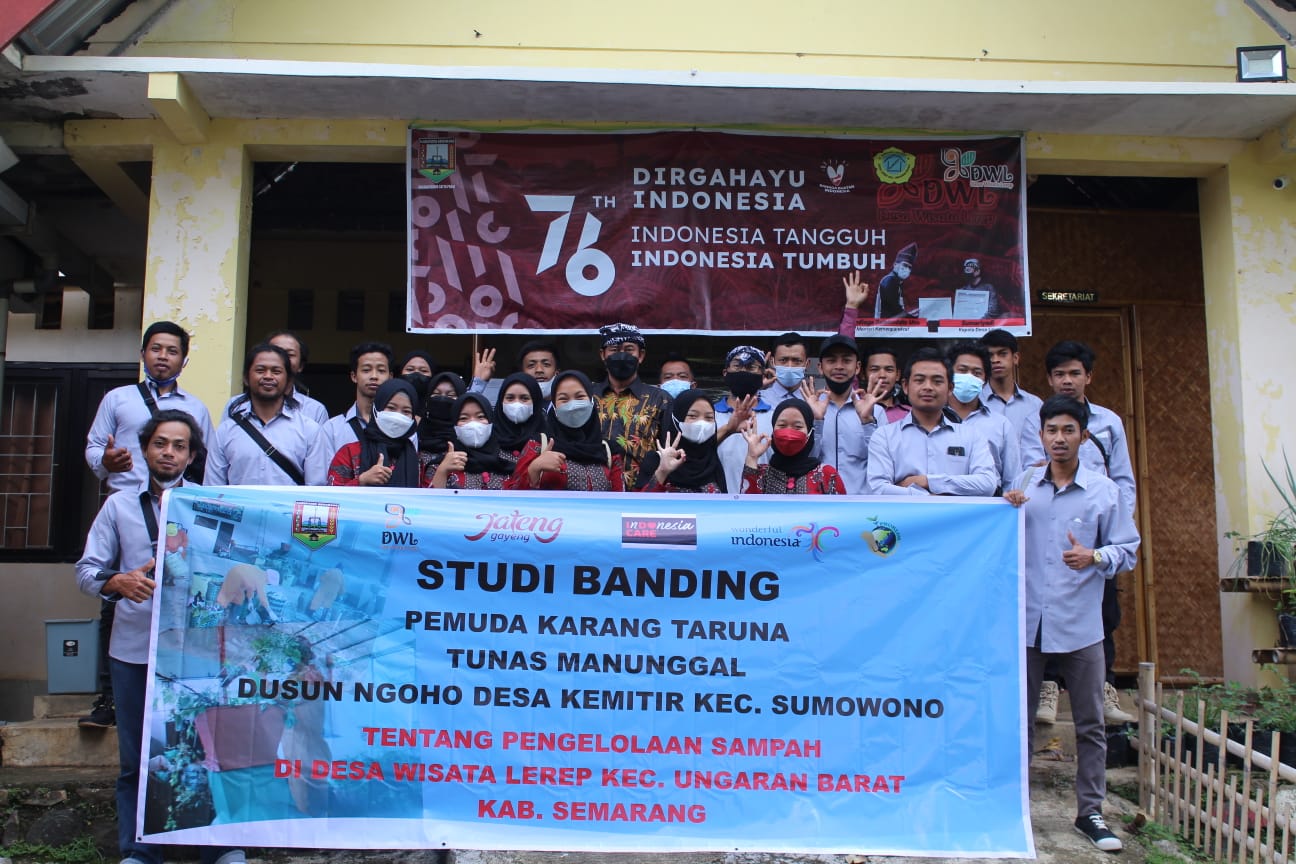 DIRGAHAYU
INDONESIA
76TH
INDONESIA TANGGUH
INDONESIA TUMBUH
DWL
DWL
Desa Wisata Lerep
SEKRETARIAT
DWL
Jateng
gayeng
INDONESIA
CARE
wonderful
indonesia
STUDI BANDING
PEMUDA KARANG TARUNA
TUNAS MANUNGGAL
DUSUN NGOHO DESA KEMITIR KEC. SUMOWONO
TENTANG PENGELOLAAN SAMPAH
DI DESA WISATA LEREP KEC. UNGARAN BARAT
KAB. SEMARANG